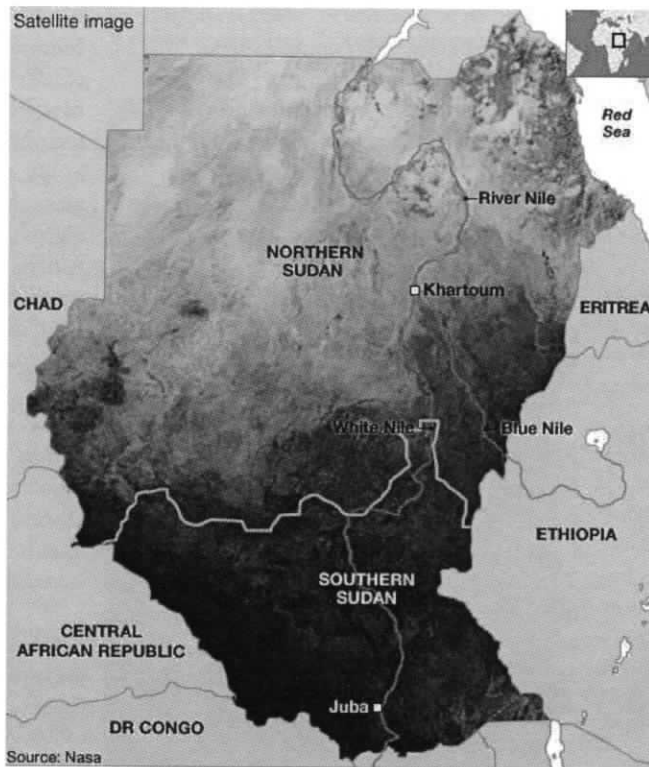 Satellite image
Red
Sea
River Nile
NORTHERN
SUDAN
Khartoum
CHAD
ERITREA
White Nile
Blue Nile
ETHIOPIA
SOUTHERN
SUDAN
CENTRAL
AFRICAN REPUBLIC
Juba
DR CONGO
Source: Nasa